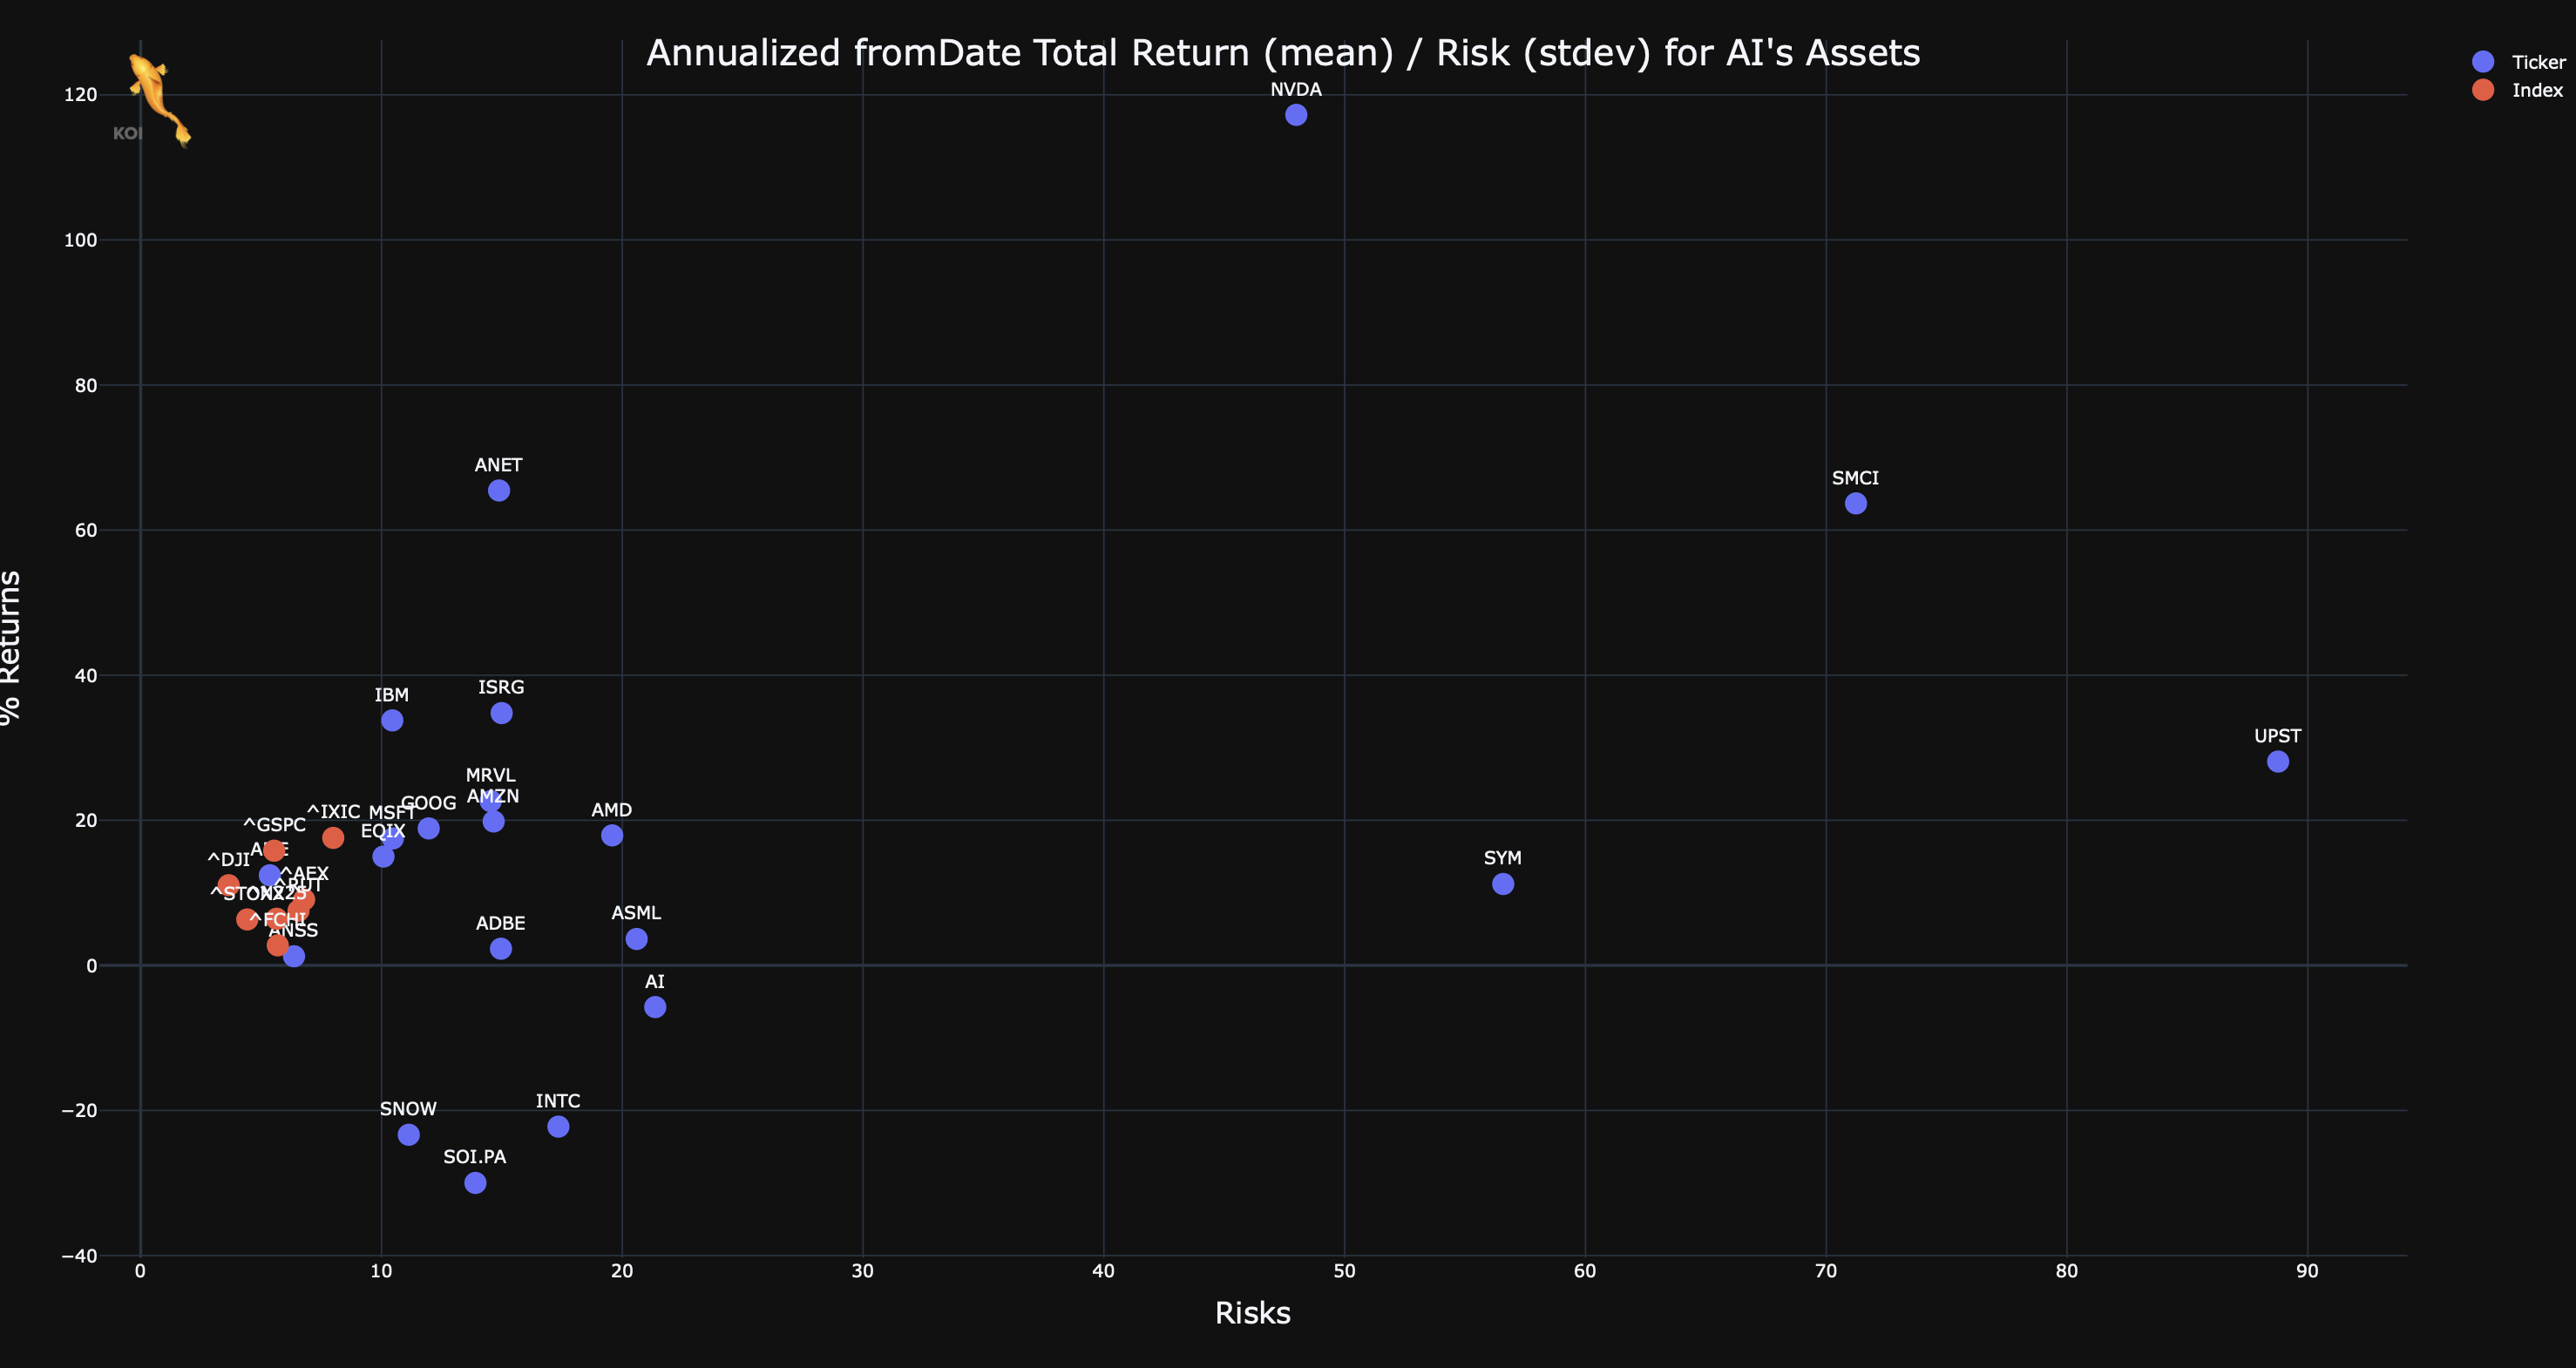 Annualized fromDate Total Return (mean) / Risk (stdev) for AI's Assets
Ticker
Index
KOI
% Returns
120
100
80
60
40
20
0
−20
−40
NVDA
ANET
SMCI
IBM
ISRG
UPST
MRVL
AMZN
AMD
GOOG
MSFT
^IXIC
^GSPC
EQIX
^DJI
^AEX
^RUT
^N225
^FCHI
ANSS
SYM
ADBE
ASML
AI
SNOW
INTC
SOI.PA
0
10
20
30
40
50
60
70
80
90
Risks